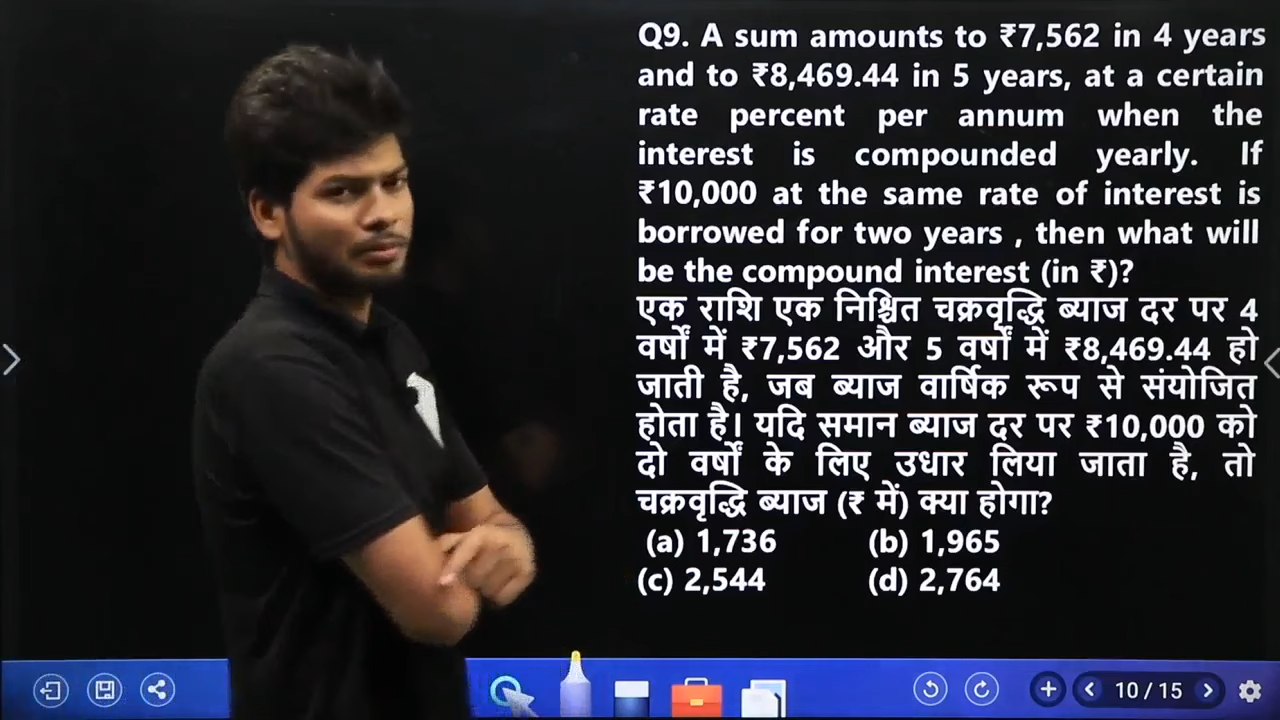 Q9. A sum amounts to ₹7,562 in 4 years
and to ₹8,469.44 in 5 years, at a certain
rate percent per annum when the
interest is compounded yearly. If
₹10,000 at the same rate of interest is
borrowed for two years , then what will
be the compound interest (in ₹)?
एक राशि एक निश्चित चक्रवृद्धि ब्याज दर पर 4
वर्षों में ₹7,562 और 5 वर्षों में ₹8,469.44 हो
जाती है, जब ब्याज वार्षिक रूप से संयोजित
होता है। यदि समान ब्याज दर पर ₹10,000 को
दो वर्षों के लिए उधार लिया जाता है, तो
चक्रवृद्धि ब्याज (₹ में) क्या होगा?
(a) 1,736 (b) 1,965
(c) 2,544 (d) 2,764
10 / 15